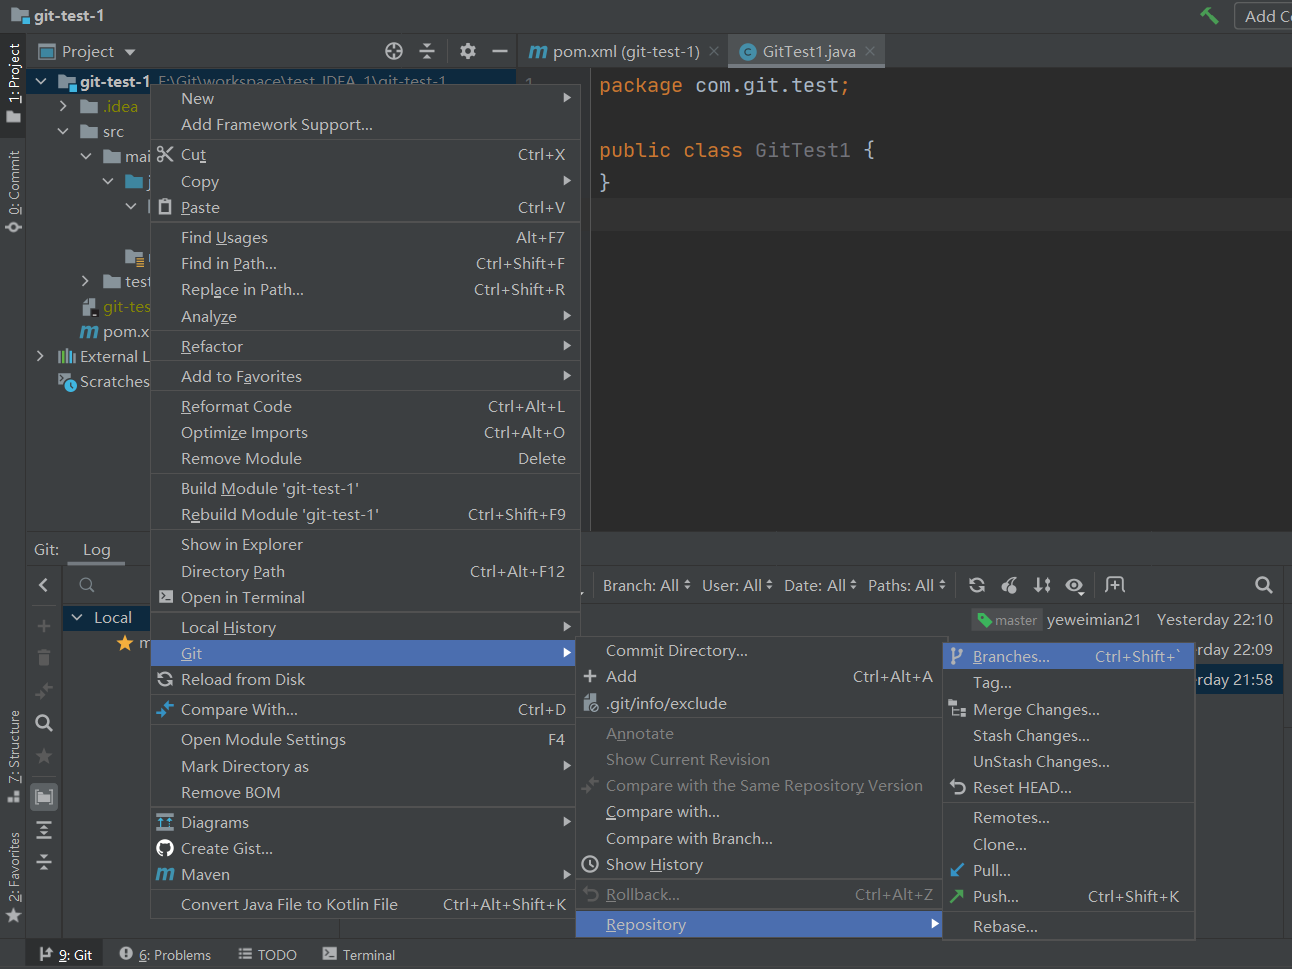 git-test-1
Add Co
1: Project
Project
pom.xml (git-test-1)
GitTest1.java
git-test-1 E:\Git\workspace\test_IDEA_1\git-test-1
.idea
src
mai
j
test
git-tes
pom.x
External L
Scratches
0: Commit
1
package com.git.test;
public class GitTest1 {
}
New
Add Framework Support...
Cut Ctrl+X
Copy
Paste Ctrl+V
Find Usages Alt+F7
Find in Path... Ctrl+Shift+F
Replace in Path... Ctrl+Shift+R
Analyze
Refactor
Add to Favorites
Reformat Code Ctrl+Alt+L
Optimize Imports Ctrl+Alt+O
Remove Module Delete
Build Module 'git-test-1'
Rebuild Module 'git-test-1' Ctrl+Shift+F9
Show in Explorer
Directory Path Ctrl+Alt+F12
Open in Terminal
Local History
Git
Reload from Disk
Compare With... Ctrl+D
Open Module Settings F4
Mark Directory as
Remove BOM
Diagrams
Create Gist...
Maven
Convert Java File to Kotlin File Ctrl+Alt+Shift+K
Git: Log
Local
m
Branch: All User: All Date: All Paths: All
master yeweimian21 Yesterday 22:10
rday 22:09
rday 21:58
Commit Directory...
Add Ctrl+Alt+A
.git/info/exclude
Annotate
Show Current Revision
Compare with the Same Repository Version
Compare with...
Compare with Branch...
Show History
Rollback... Ctrl+Alt+Z
Repository
Branches... Ctrl+Shift+`
Tag...
Merge Changes...
Stash Changes...
UnStash Changes...
Reset HEAD...
Remotes...
Clone...
Pull...
Push... Ctrl+Shift+K
Rebase...
7: Structure
2: Favorites
9: Git
6: Problems
TODO
Terminal